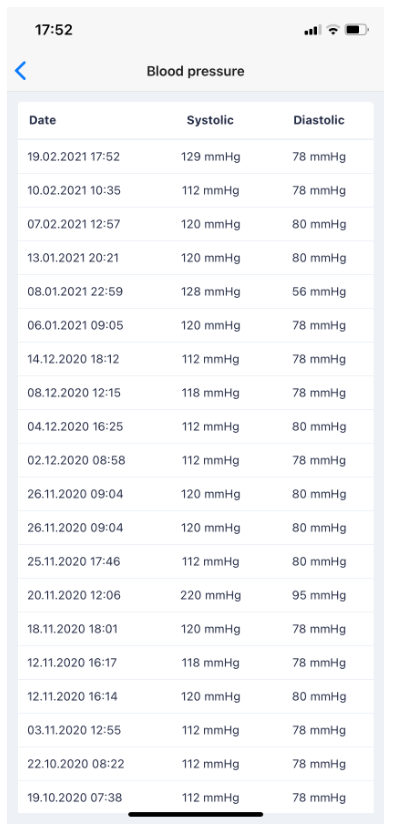 17:52
Blood pressure
Date Systolic Diastolic
19.02.2021 17:52 129 mmHg 78 mmHg
10.02.2021 10:35 112 mmHg 78 mmHg
07.02.2021 12:57 120 mmHg 80 mmHg
13.01.2021 20:21 120 mmHg 80 mmHg
08.01.2021 22:59 128 mmHg 56 mmHg
06.01.2021 09:05 120 mmHg 78 mmHg
14.12.2020 18:12 112 mmHg 78 mmHg
08.12.2020 12:15 118 mmHg 78 mmHg
04.12.2020 16:25 112 mmHg 80 mmHg
02.12.2020 08:58 112 mmHg 78 mmHg
26.11.2020 09:04 120 mmHg 80 mmHg
26.11.2020 09:04 120 mmHg 80 mmHg
25.11.2020 17:46 112 mmHg 80 mmHg
20.11.2020 12:06 220 mmHg 95 mmHg
18.11.2020 18:01 120 mmHg 78 mmHg
12.11.2020 16:17 118 mmHg 78 mmHg
12.11.2020 16:14 120 mmHg 80 mmHg
03.11.2020 12:55 112 mmHg 78 mmHg
22.10.2020 08:22 112 mmHg 78 mmHg
19.10.2020 07:38 112 mmHg 78 mmHg